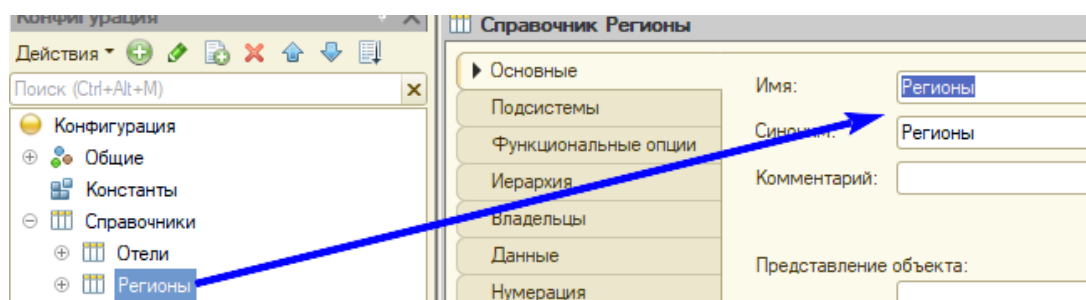 Конфигурация
Действия
Поиск (Ctrl+Alt+M)
Конфигурация
Общие
Константы
Справочники
Отели
Регионы
Справочник Регионы
Основные
Подсистемы
Функциональные опции
Иерархия
Владельцы
Данные
Нумерация
Имя:
Регионы
Синоним:
Регионы
Комментарий:
Представление объекта: